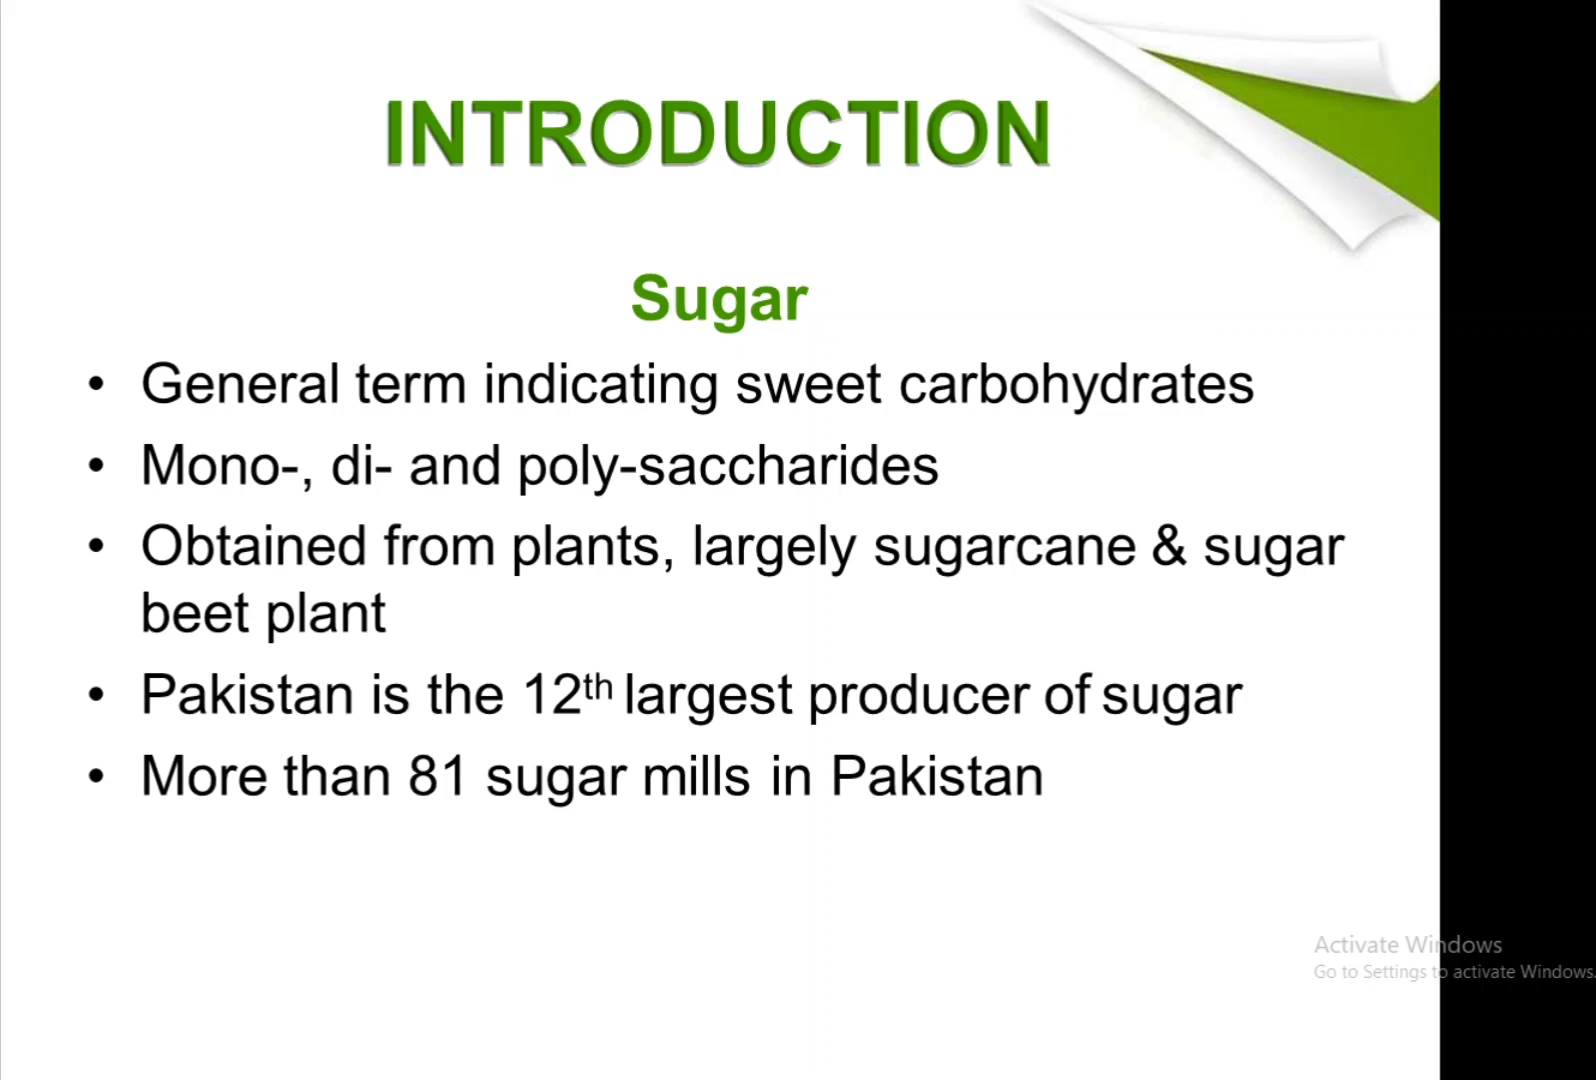 INTRODUCTION
Sugar
• General term indicating sweet carbohydrates
• Mono-, di- and poly-saccharides
• Obtained from plants, largely sugarcane & sugar
beet plant
• Pakistan is the 12th largest producer of sugar
• More than 81 sugar mills in Pakistan
Activate Windows
Go to Settings to activate Windows.